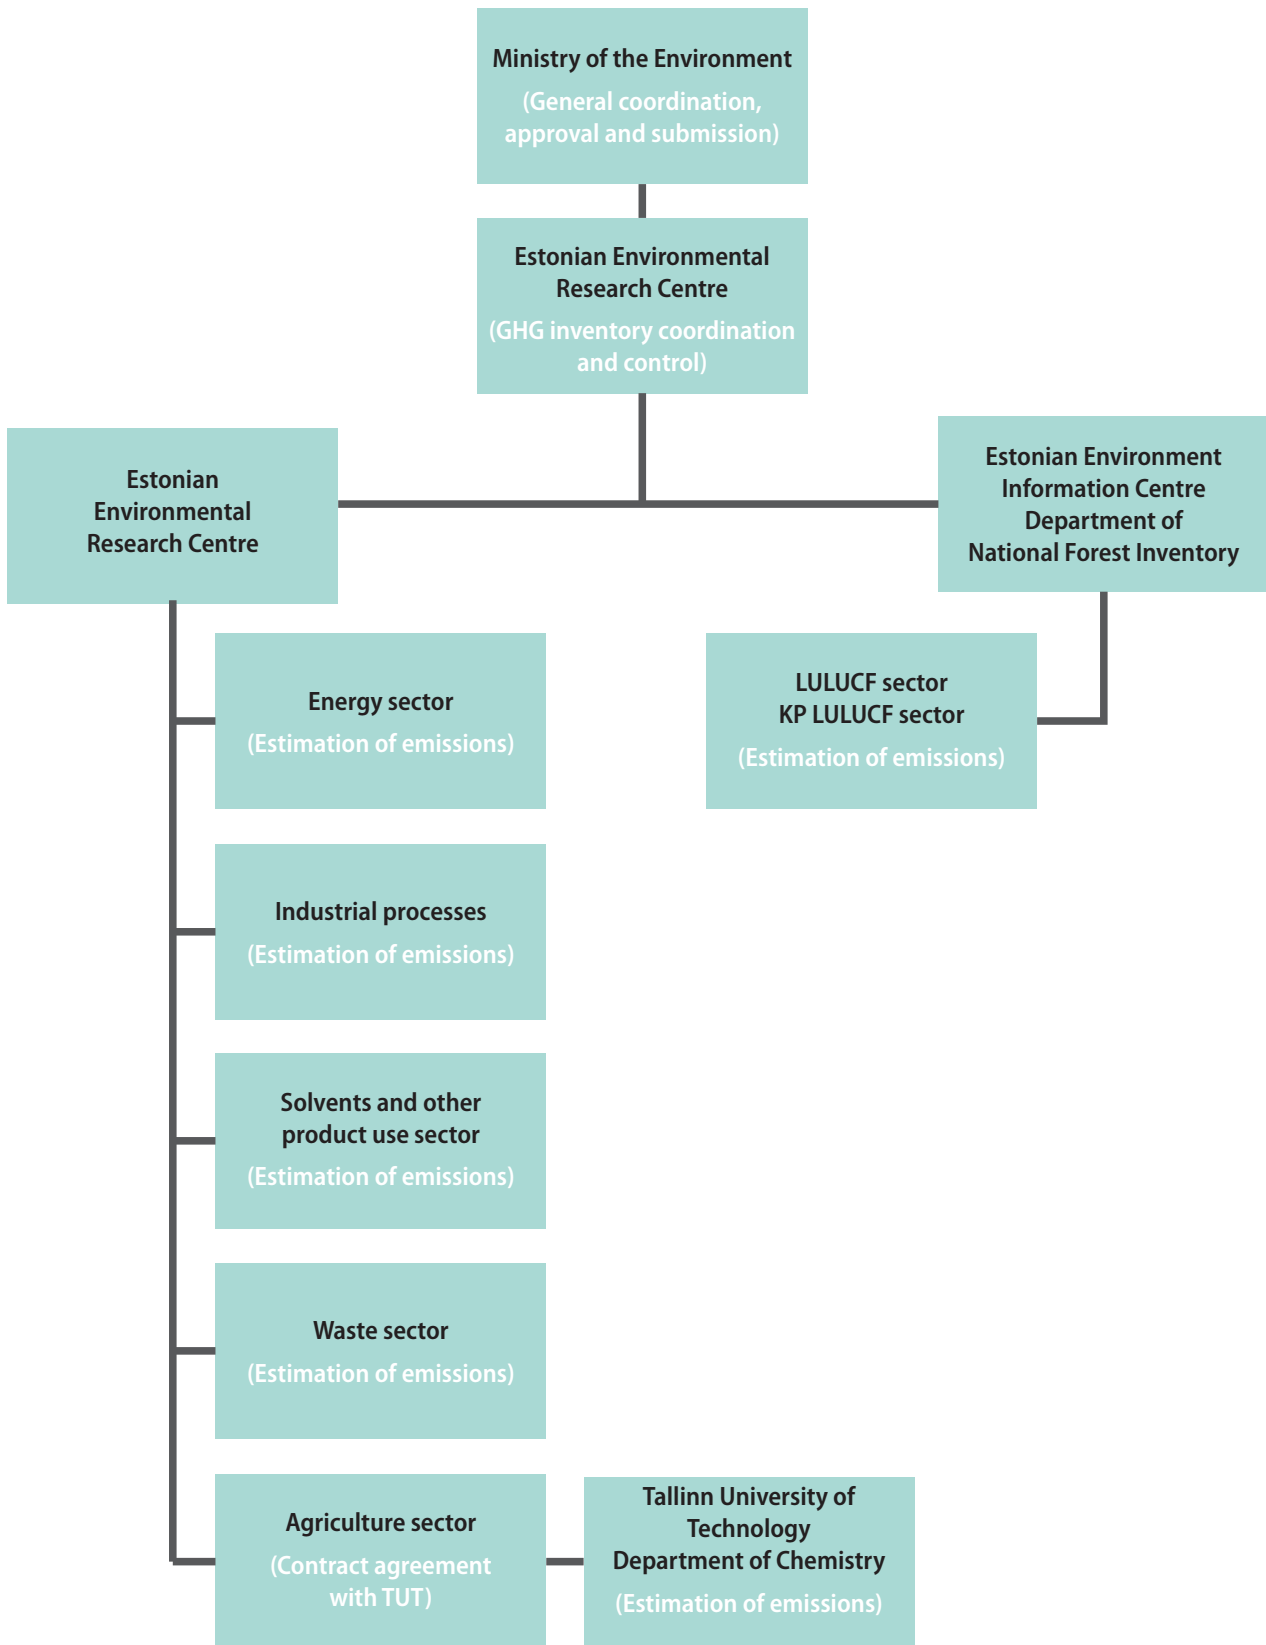 Ministry of the Environment
(General coordination,
approval and submission)
Estonian Environmental
Research Centre
(GHG inventory coordination
and control)
Estonian
Environmental
Research Centre
Estonian Environment
Information Centre
Department of
National Forest Inventory
Energy sector
(Estimation of emissions)
LULUCF sector
KP LULUCF sector
(Estimation of emissions)
Industrial processes
(Estimation of emissions)
Solvents and other
product use sector
(Estimation of emissions)
Waste sector
(Estimation of emissions)
Agriculture sector
(Contract agreement
with TUT)
Tallinn University of
Technology
Department of Chemistry
(Estimation of emissions)